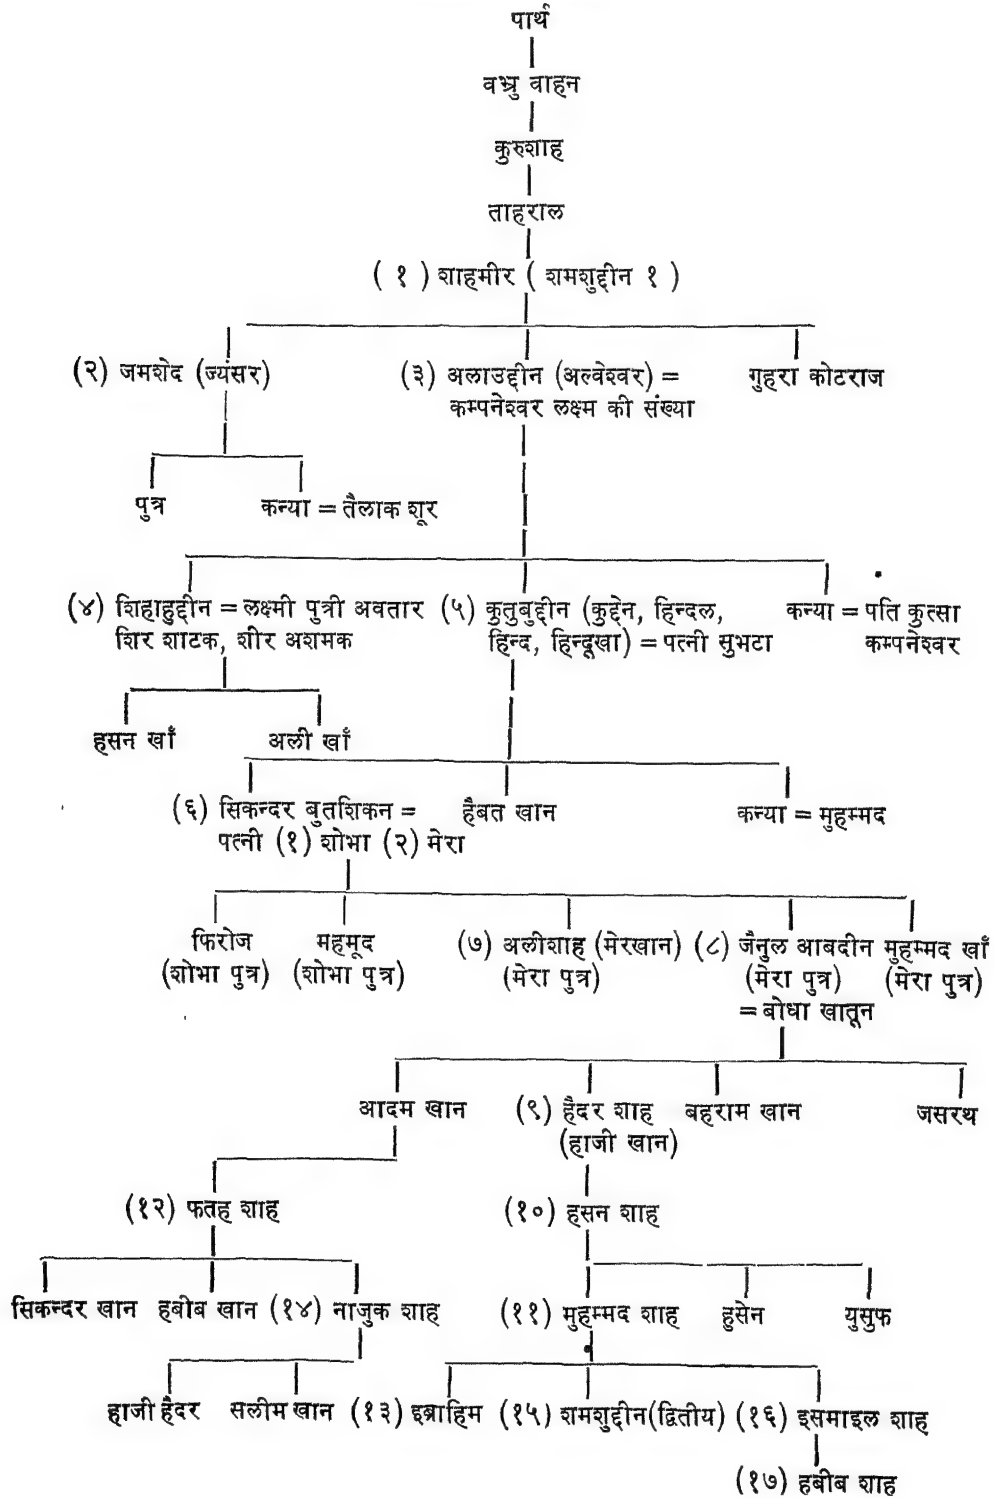 पार्थ
वभ्रु वाहन
कुरुशाह
ताहराल
( १ ) शाहमीर ( शमशुद्दीन १ )
(२) जमशेद (ज्यंसर) (३) अलाउद्दीन (अल्वेश्वर) = गुहरा कोटराज
कम्पनेश्वर लक्ष्म की संख्या
पुत्र कन्या = तैलाक शूर
(४) शिहाहुद्दीन = लक्ष्मी पुत्री अवतार (५) कुतुबुद्दीन (कुद्देन, हिन्दल, कन्या = पति कुत्सा
शिर शाटक, शीर अशमक हिन्द, हिन्दूखा) = पत्नी सुभटा कम्पनेश्वर
हसन खाँ अली खाँ
(६) सिकन्दर बुतशिकन = हैबत खान कन्या = मुहम्मद
पत्नी (१) शोभा (२) मेरा
फिरोज महमूद (७) अलीशाह (मेरखान) (८) जैनुल आबदीन मुहम्मद खाँ
(शोभा पुत्र) (शोभा पुत्र) (मेरा पुत्र) (मेरा पुत्र) (मेरा पुत्र)
= बोधा खातून
आदम खान (९) हैदर शाह बहराम खान जसरथ
(हाजी खान)
(१२) फतह शाह (१०) हसन शाह
सिकन्दर खान हबीब खान (१४) नाजुक शाह (११) मुहम्मद शाह हुसेन युसुफ
हाजी हैदर सलीम खान (१३) इब्राहिम (१५) शमशुद्दीन(द्वितीय) (१६) इसमाइल शाह
(१७) हबीब शाह